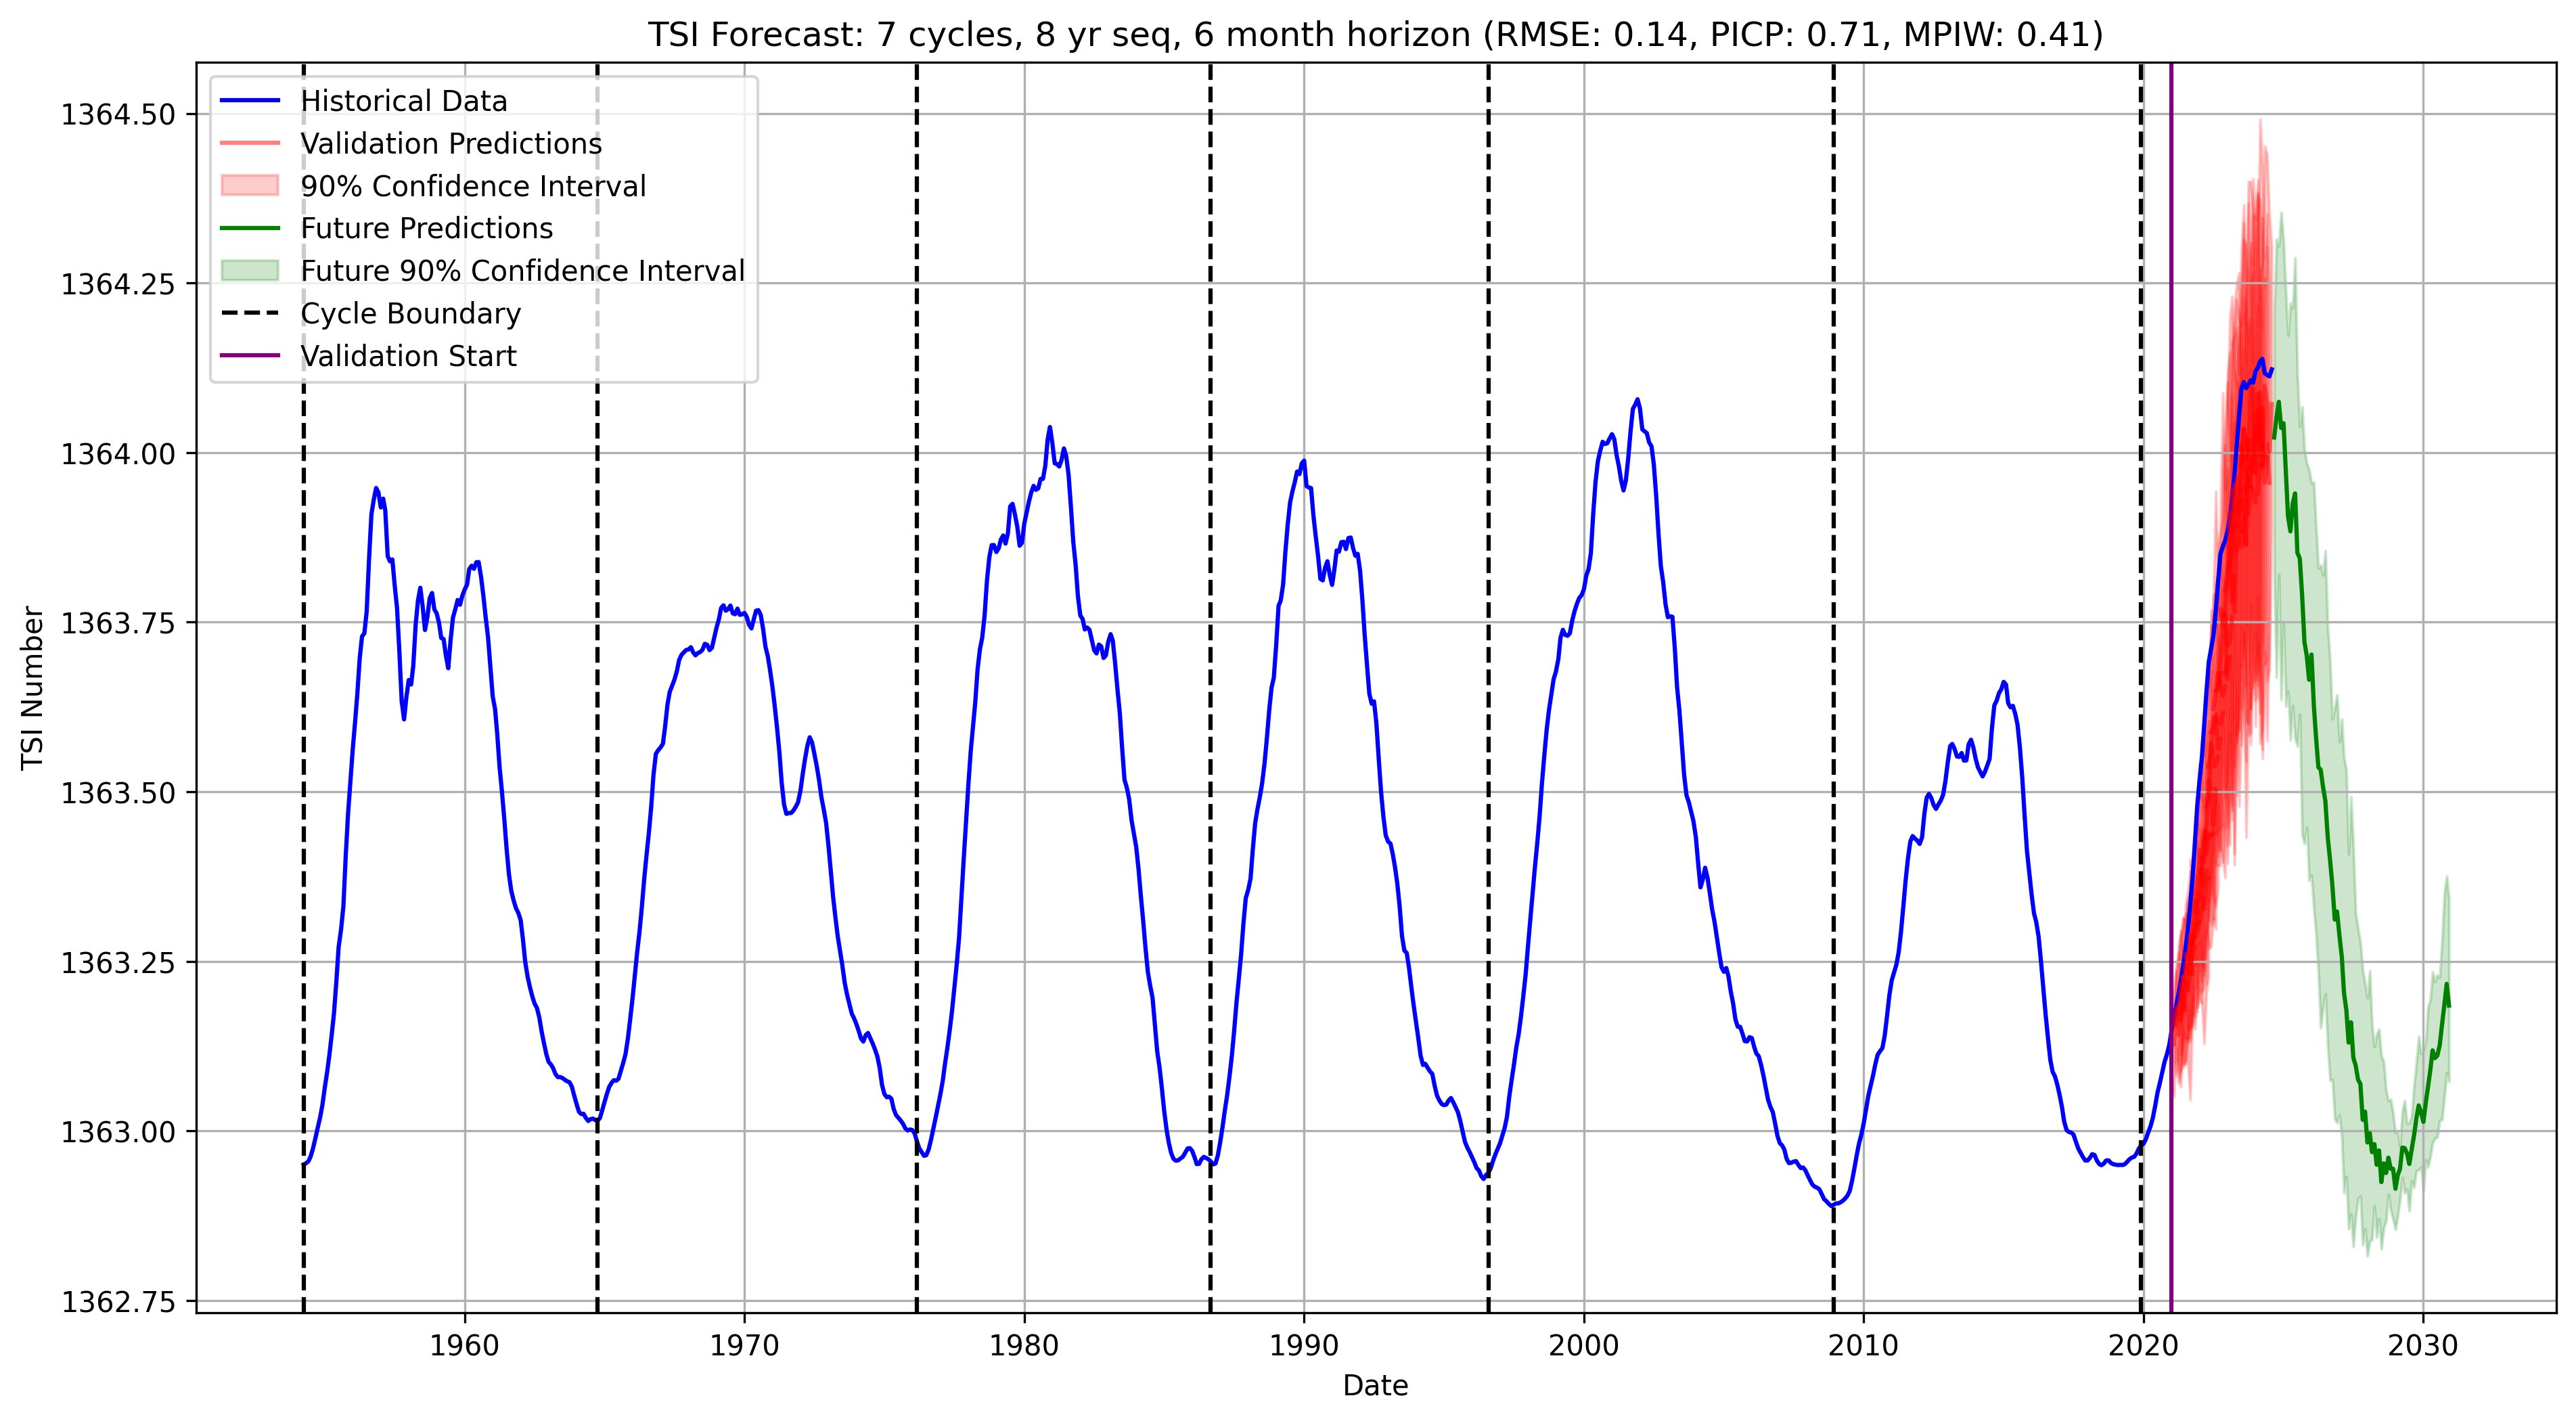 TSI Forecast: 7 cycles, 8 yr seq, 6 month horizon (RMSE: 0.14, PICP: 0.71, MPIW: 0.41)
Historical Data
Validation Predictions
90% Confidence Interval
Future Predictions
Future 90% Confidence Interval
Cycle Boundary
Validation Start
TSI Number
1364.50
1364.25
1364.00
1363.75
1363.50
1363.25
1363.00
1362.75
1960 1970 1980 1990 2000 2010 2020 2030
Date